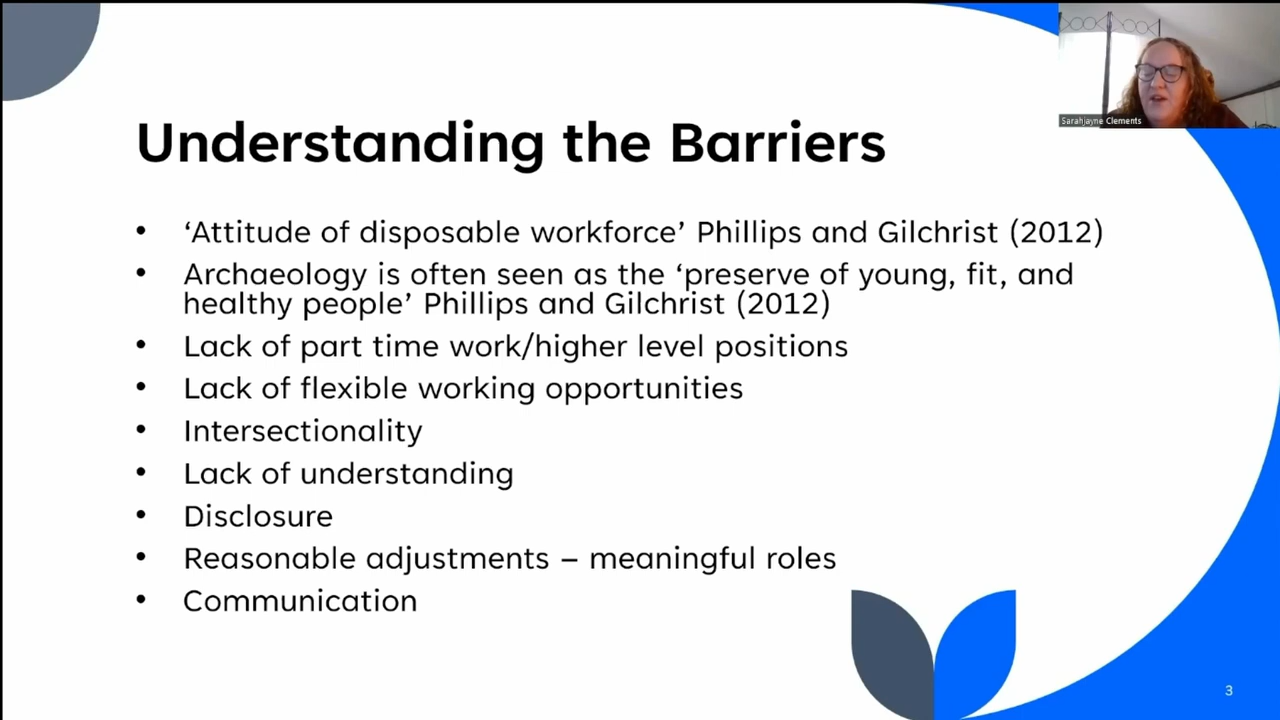 Sarahjayne Clements
Understanding the Barriers
• ‘Attitude of disposable workforce’ Phillips and Gilchrist (2012)
• Archaeology is often seen as the ‘preserve of young, fit, and
healthy people’ Phillips and Gilchrist (2012)
• Lack of part time work/higher level positions
• Lack of flexible working opportunities
• Intersectionality
• Lack of understanding
• Disclosure
• Reasonable adjustments – meaningful roles
• Communication
3